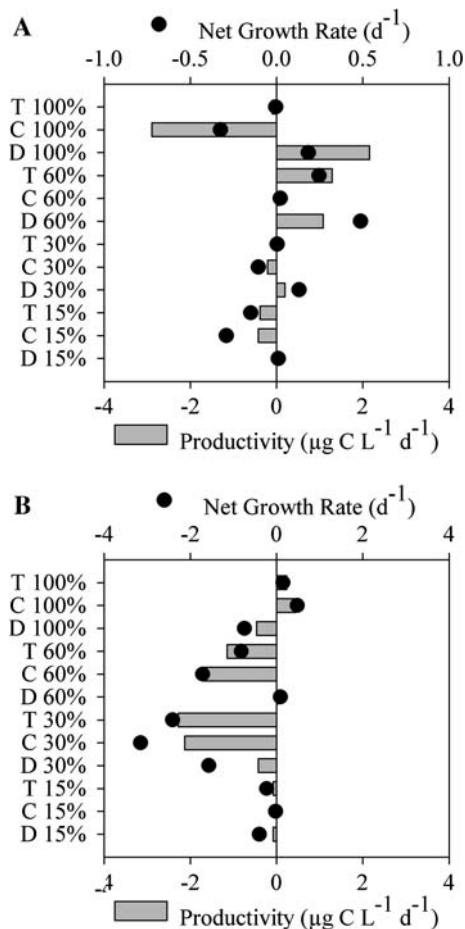 A
Net Growth Rate (d-1)
-1.0 -0.5 0.0 0.5 1.0
T 100%
C 100%
D 100%
T 60%
C 60%
D 60%
T 30%
C 30%
D 30%
T 15%
C 15%
D 15%
-4 -2 0 2 4
Productivity (µg C L-1 d-1)
B
Net Growth Rate (d-1)
-4 -2 0 2 4
T 100%
C 100%
D 100%
T 60%
C 60%
D 60%
T 30%
C 30%
D 30%
T 15%
C 15%
D 15%
-4 -2 0 2 4
Productivity (µg C L-1 d-1)